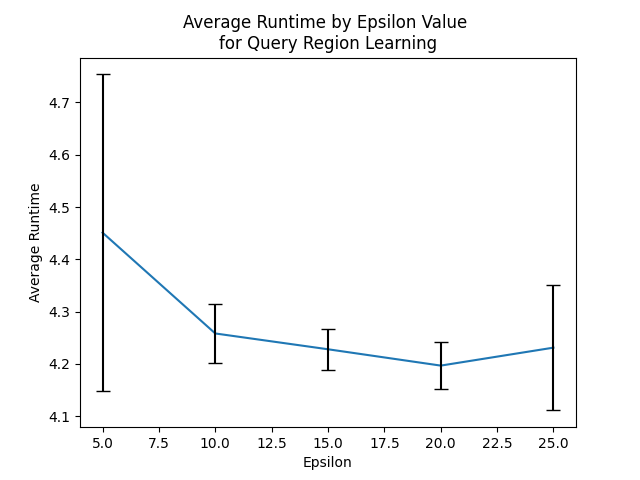 Average Runtime by Epsilon Value
for Query Region Learning
Average Runtime
4.7
4.6
4.5
4.4
4.3
4.2
4.1
5.0 7.5 10.0 12.5 15.0 17.5 20.0 22.5 25.0
Epsilon